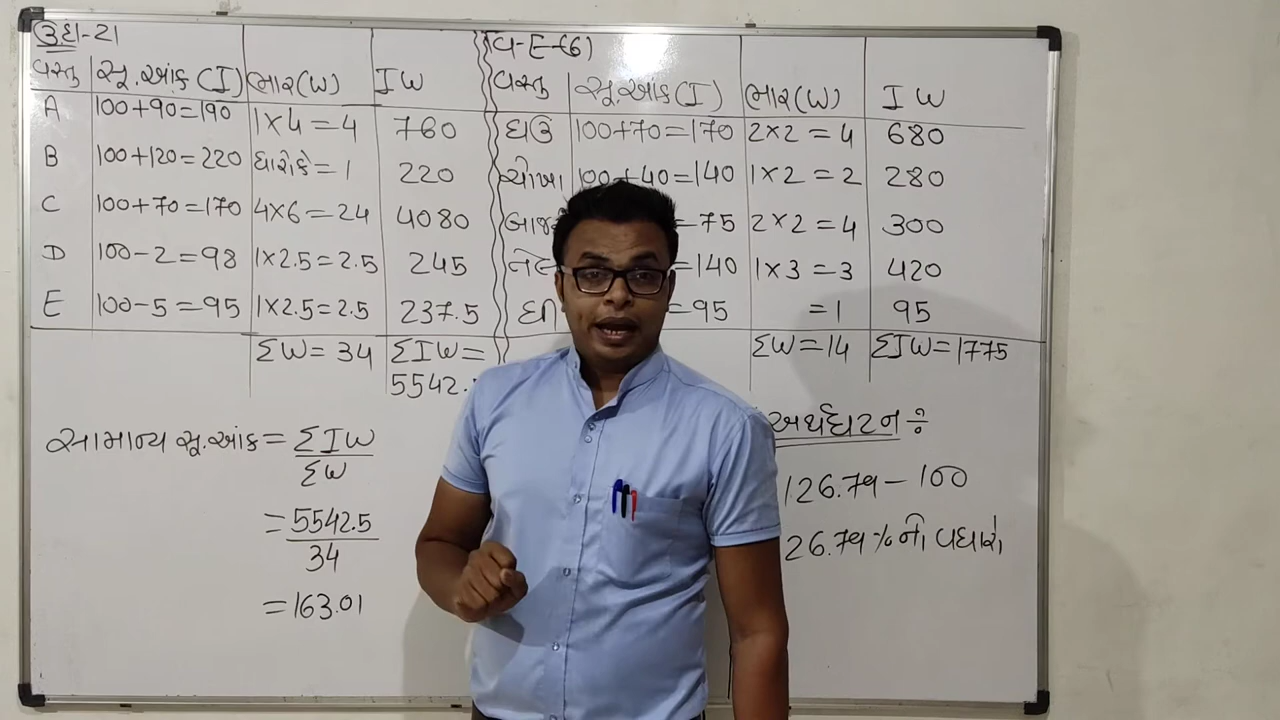 ઉદા-21
વસ્તુ સૂ.આંક (I) ભાર(W) IW
A 100+90=190 1×4=4 760
B 100+120=220 ધારોકે=1 220
C 100+70=170 4×6=24 4080
D 100-2=98 1×2.5=2.5 245
E 100-5=95 1×2.5=2.5 237.5
ΣW=34 ΣIW=
5542.
સામાન્ય સૂ.આંક = ΣIW
ΣW
= 5542.5
34
=163.01
વિ-E-(6)
વસ્તુ સૂ.આંક(I) ભાર(W) IW
ઘઉં 100+70=170 2×2=4 680
ચોખા 100+40=140 1×2=2 280
=75 2×2=4 300
=140 1×3=3 420
=95 =1 95
ΣW=14 ΣIW=1775
અર્થઘટન ÷
126.79-100
26.79%નો વધારો